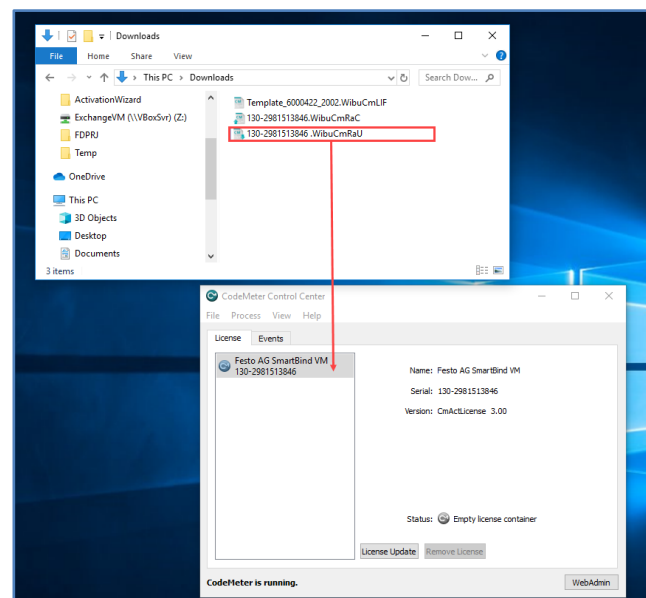 Downloads
File Home Share View
This PC > Downloads
Search Dow...
ActivationWizard
ExchangeVM (\\VBoxSvr) (Z:)
FDPRJ
Temp
OneDrive
This PC
3D Objects
Desktop
Documents
Template_6000422_2002.WibuCmLIF
130-2981513846.WibuCmRaC
130-2981513846 .WibuCmRaU
3 items
CodeMeter Control Center
File Process View Help
License Events
Festo AG SmartBind VM
130-2981513846
Name: Festo AG SmartBind VM
Serial: 130-2981513846
Version: CmActLicense 3.00
Status: Empty license container
License Update Remove License
CodeMeter is running. WebAdmin